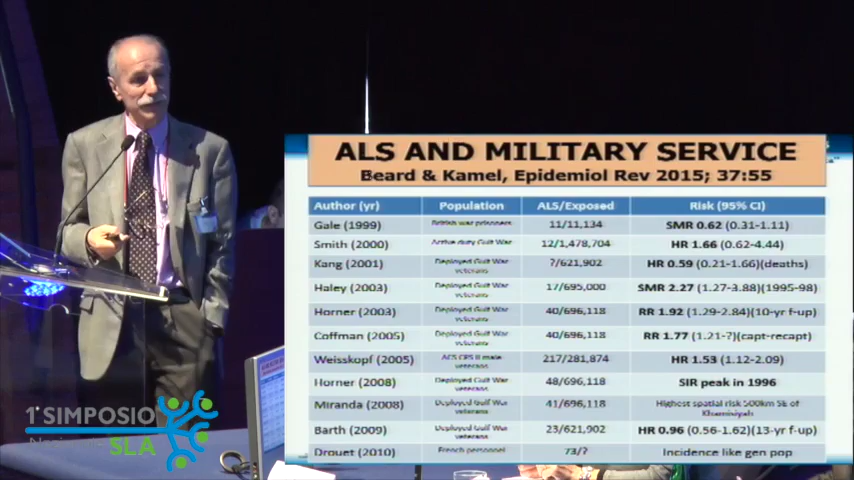 ALS AND MILITARY SERVICE
Beard & Kamel, Epidemiol Rev 2015; 37:55
Author (yr) Population ALS/Exposed Risk (95% CI)
Gale (1999) British war prisoners 11/11,134 SMR 0.62 (0.31-1.11)
Smith (2000) Active duty Gulf War 12/1,478,704 HR 1.66 (0.62-4.44)
Kang (2001) Deployed Gulf War veterans ?/621,902 HR 0.59 (0.21-1.66)(deaths)
Haley (2003) Deployed Gulf War veterans 17/695,000 SMR 2.27 (1.27-3.88)(1995-98)
Horner (2003) Deployed Gulf War veterans 40/696,118 RR 1.92 (1.29-2.84)(10-yr f-up)
Coffman (2005) Deployed Gulf War veterans 40/696,118 RR 1.77 (1.21-?)(capt-recapt)
Weisskopf (2005) ACS CPS II male veterans 217/281,874 HR 1.53 (1.12-2.09)
Horner (2008) Deployed Gulf War veterans 48/696,118 SIR peak in 1996
Miranda (2008) Deployed Gulf War veterans 41/696,118 Highest spatial risk 500km SE of Khamisiyah
Barth (2009) Deployed Gulf War veterans 23/621,902 HR 0.96 (0.56-1.62)(13-yr f-up)
Drouet (2010) French personnel 73/? Incidence like gen pop
1° SIMPOSIO
SLA